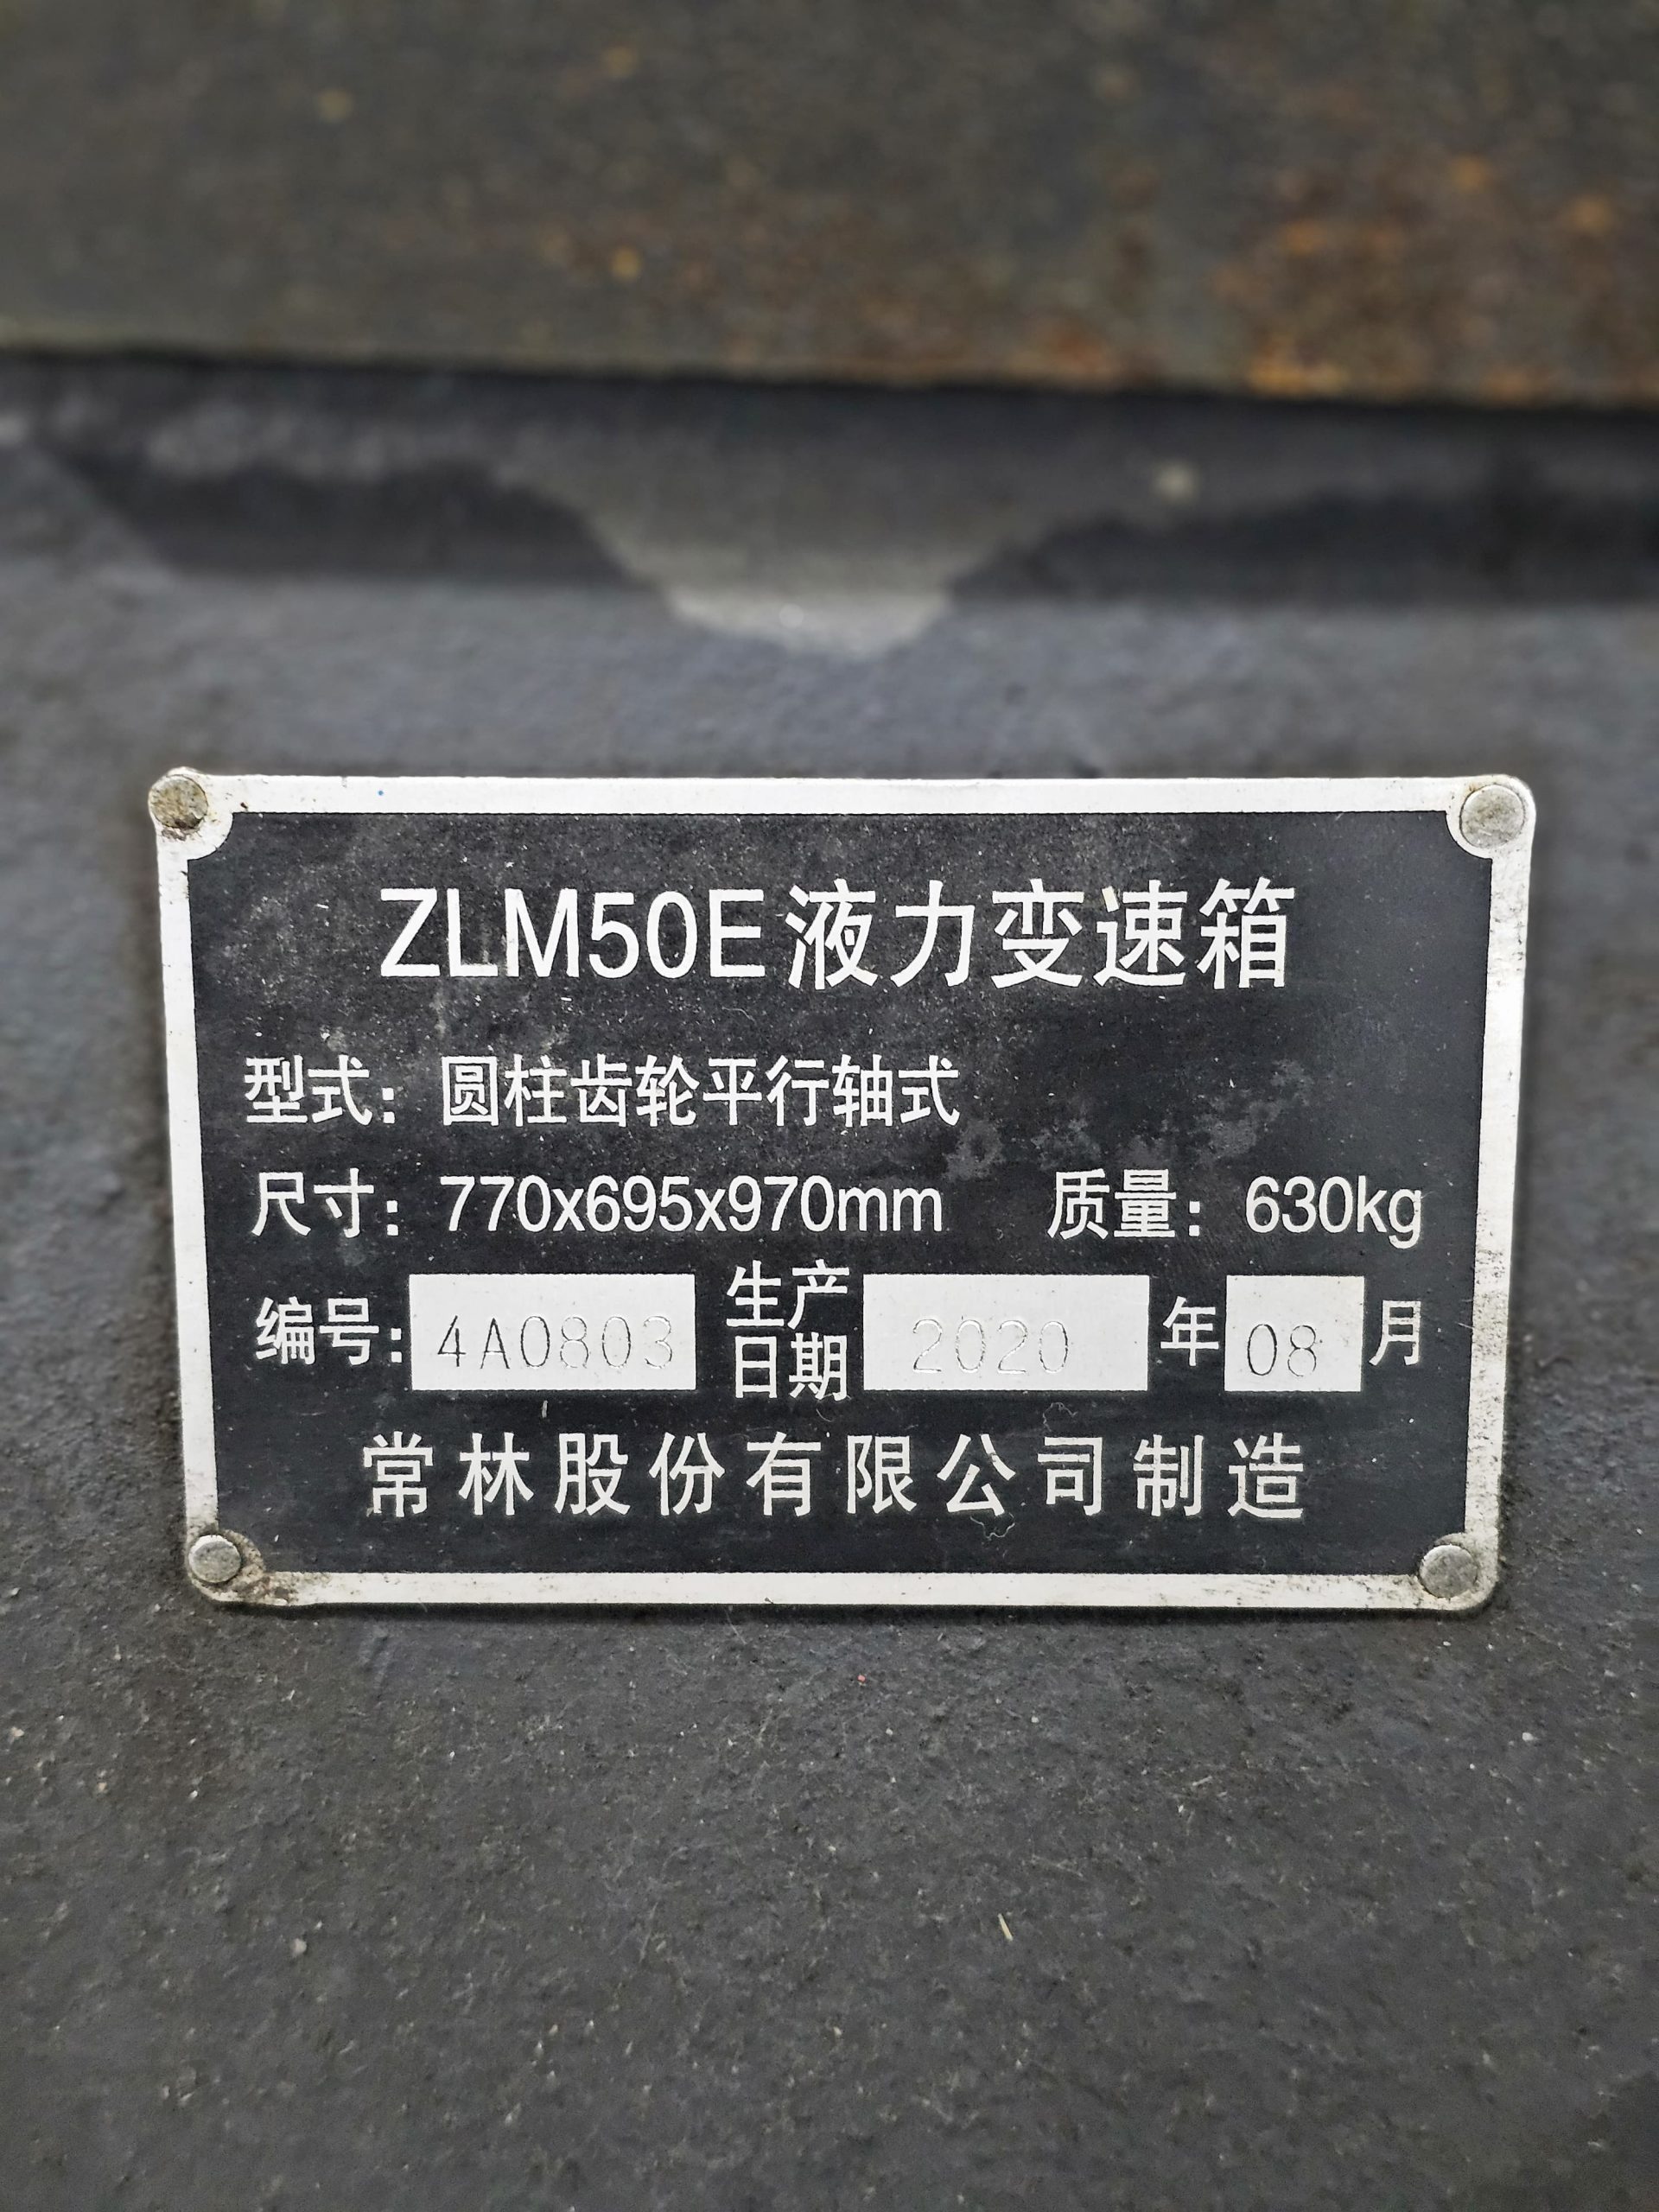 ZLM50E液力变速箱
型式：圆柱齿轮平行轴式
尺寸：770x695x970mm 质量：630kg
编号：4A0803 生产日期 2020 年 08 月
常林股份有限公司制造